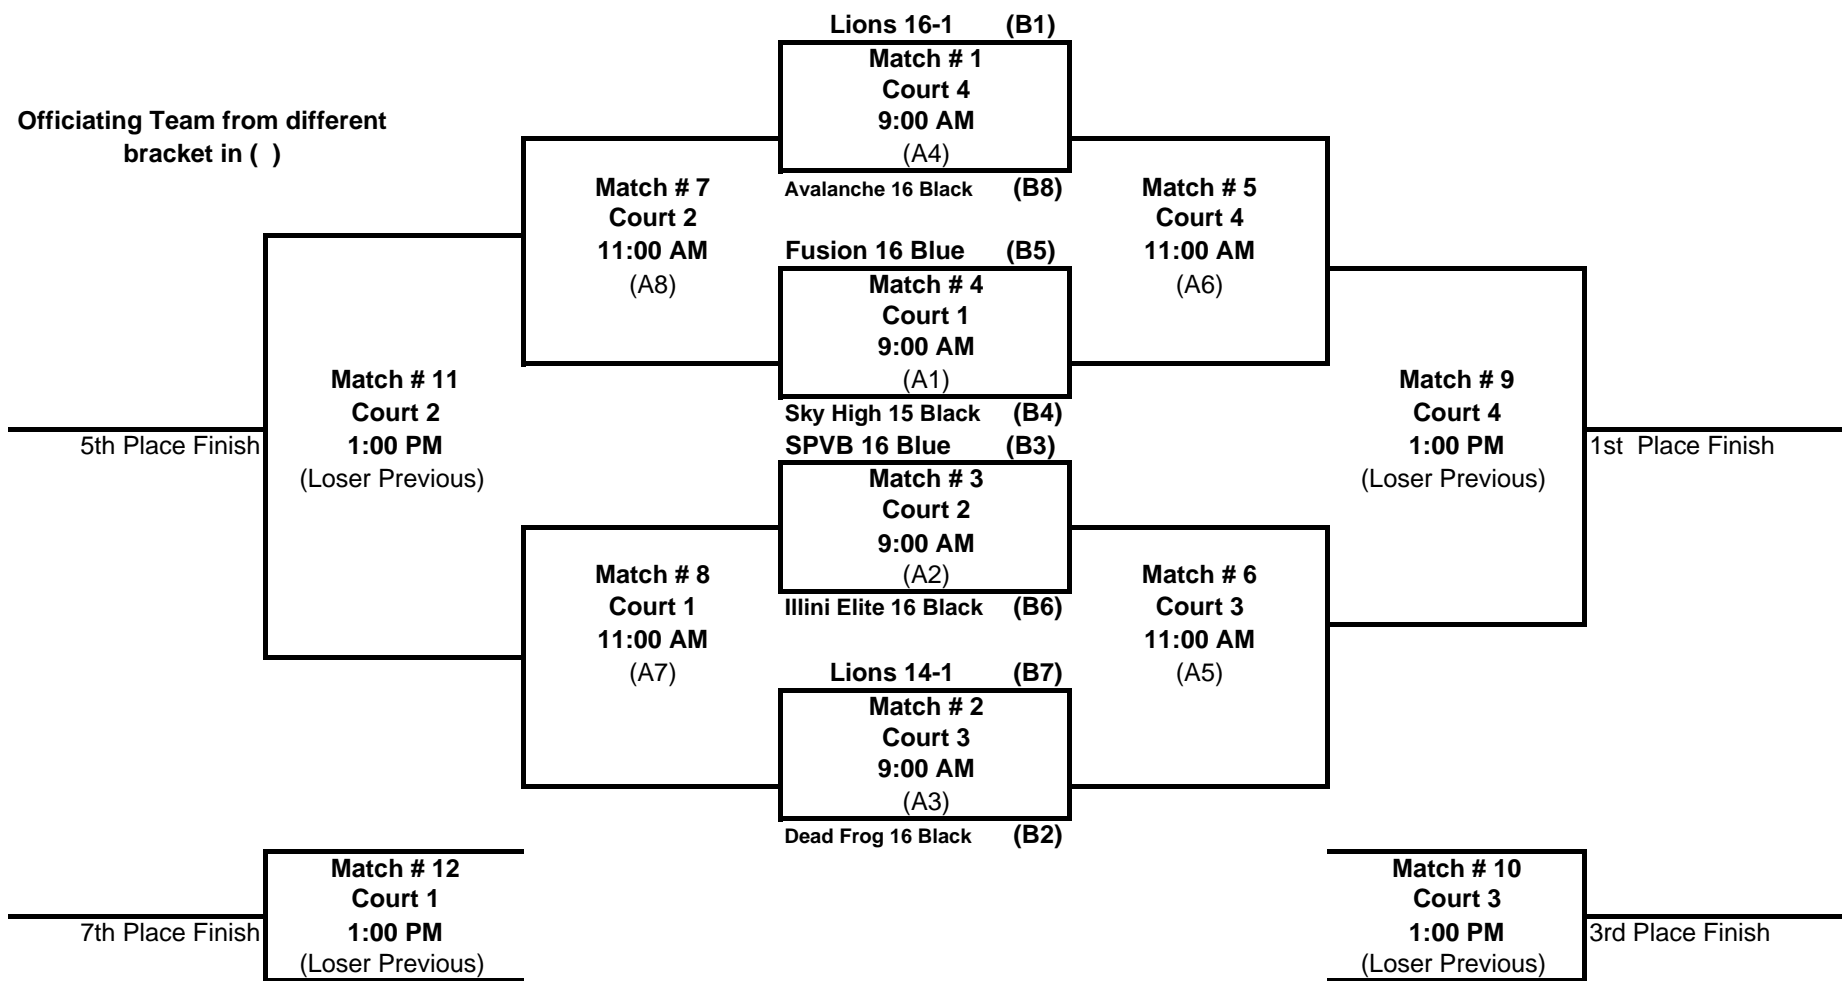 Lions 16-1 (B1)
Match # 1
Court 4
9:00 AM
(A4)
Avalanche 16 Black (B8)
Officiating Team from different
bracket in ( )
Match # 7
Court 2
11:00 AM
(A8)
Match # 5
Court 4
11:00 AM
(A6)
Fusion 16 Blue (B5)
Match # 4
Court 1
9:00 AM
(A1)
Sky High 15 Black (B4)
Match # 11
Court 2
1:00 PM
(Loser Previous)
5th Place Finish
Match # 9
Court 4
1:00 PM
(Loser Previous)
1st Place Finish
SPVB 16 Blue (B3)
Match # 3
Court 2
9:00 AM
(A2)
Illini Elite 16 Black (B6)
Match # 8
Court 1
11:00 AM
(A7)
Match # 6
Court 3
11:00 AM
(A5)
Lions 14-1 (B7)
Match # 2
Court 3
9:00 AM
(A3)
Dead Frog 16 Black (B2)
Match # 12
Court 1
1:00 PM
(Loser Previous)
7th Place Finish
Match # 10
Court 3
1:00 PM
(Loser Previous)
3rd Place Finish